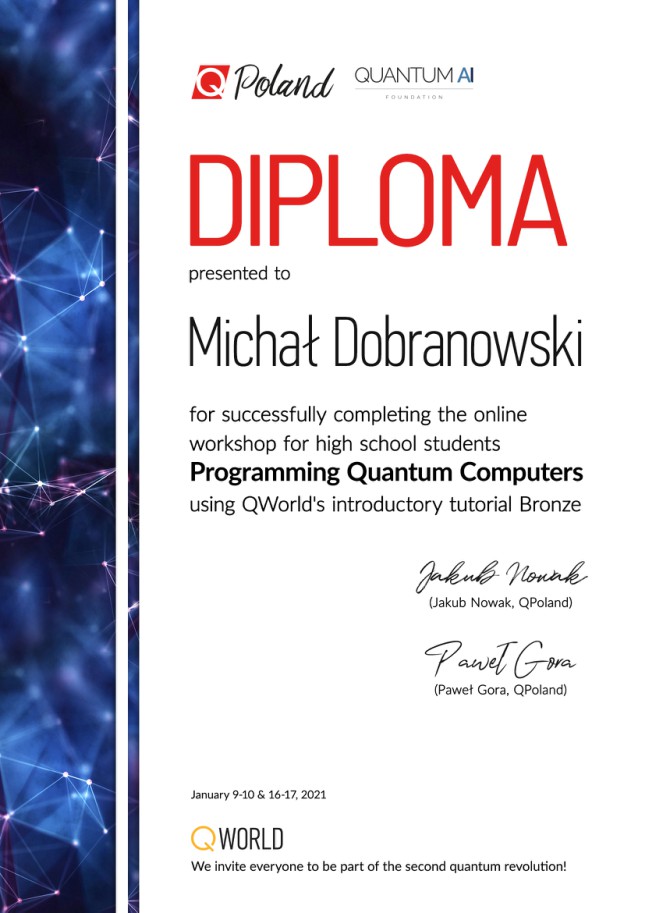 QPoland QUANTUM AI
FOUNDATION
DIPLOMA
presented to
Michał Dobranowski
for successfully completing the online
workshop for high school students
Programming Quantum Computers
using QWorld's introductory tutorial Bronze
Jakub Nowak
(Jakub Nowak, QPoland)
Paweł Gora
(Paweł Gora, QPoland)
January 9-10 & 16-17, 2021
QWORLD
We invite everyone to be part of the second quantum revolution!